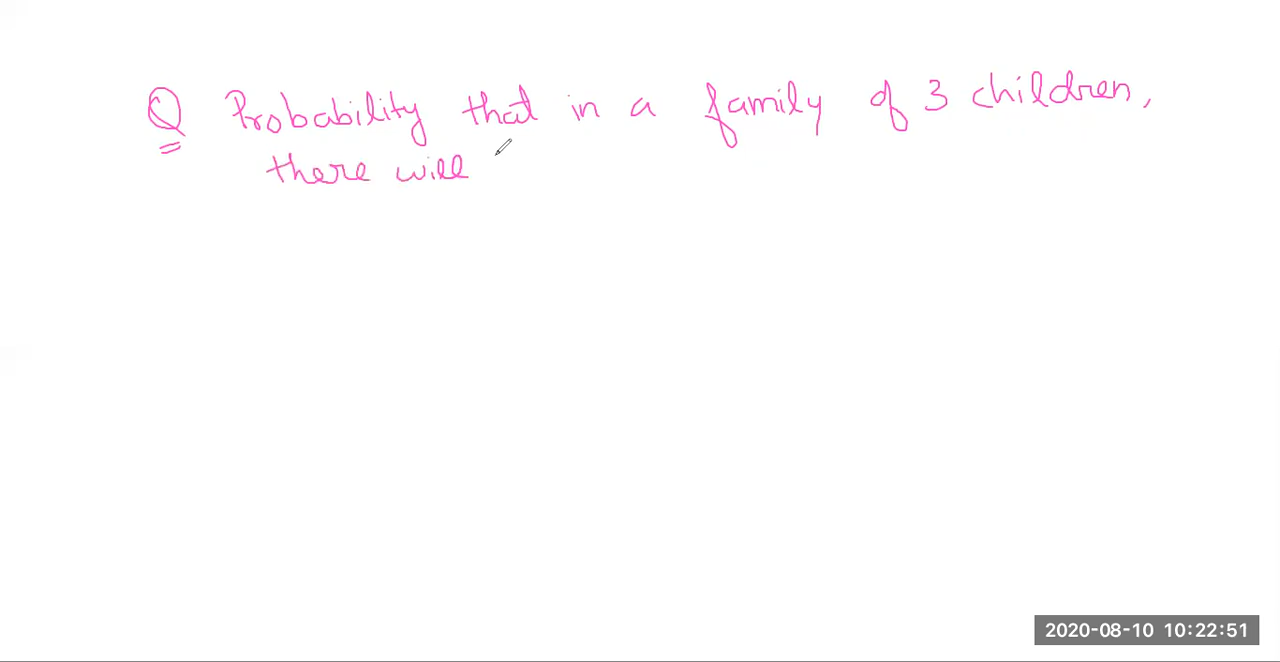 Q Probability that in a family of 3 children,
there will
2020-08-10 10:22:51